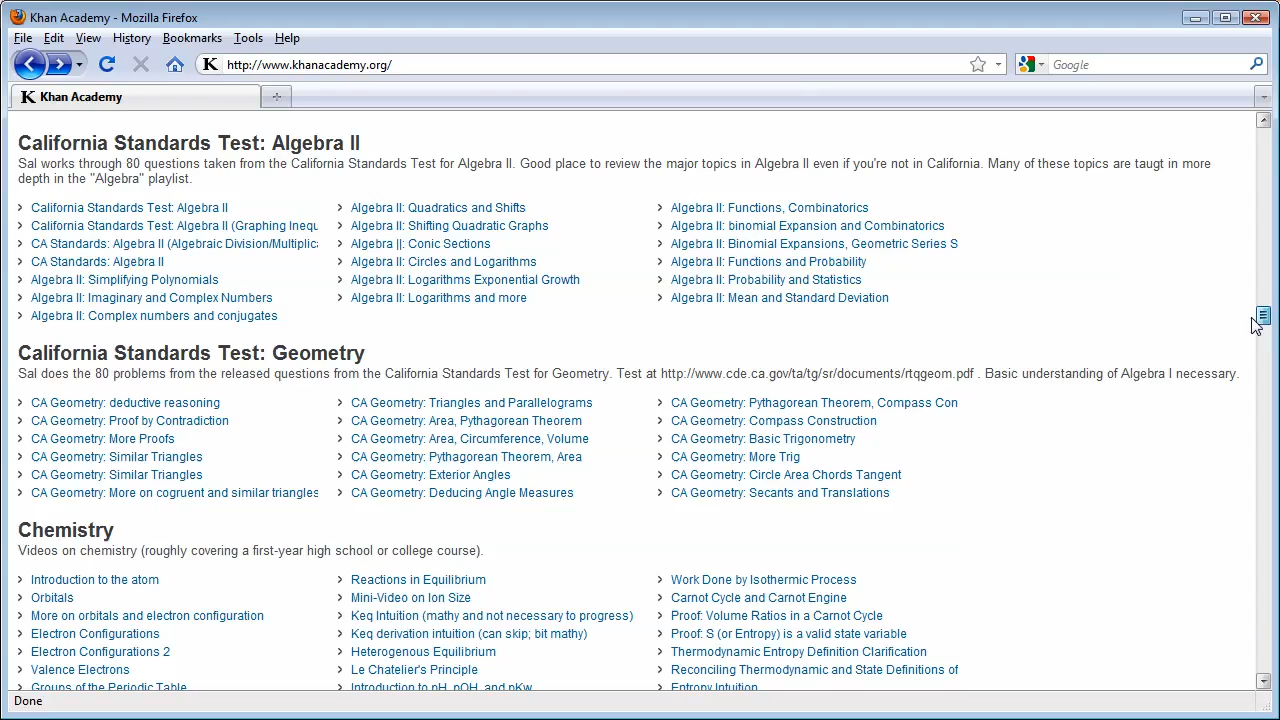 Khan Academy - Mozilla Firefox
File Edit View History Bookmarks Tools Help
K http://www.khanacademy.org/ Google
K Khan Academy
California Standards Test: Algebra II
Sal works through 80 questions taken from the California Standards Test for Algebra II. Good place to review the major topics in Algebra II even if you're not in California. Many of these topics are taugt in more
depth in the "Algebra" playlist.
California Standards Test: Algebra II Algebra II: Quadratics and Shifts Algebra II: Functions, Combinatorics
California Standards Test: Algebra II (Graphing Inequ Algebra II: Shifting Quadratic Graphs Algebra II: binomial Expansion and Combinatorics
CA Standards: Algebra II (Algebraic Division/Multiplica Algebra ||: Conic Sections Algebra II: Binomial Expansions, Geometric Series S
CA Standards: Algebra II Algebra II: Circles and Logarithms Algebra II: Functions and Probability
Algebra II: Simplifying Polynomials Algebra II: Logarithms Exponential Growth Algebra II: Probability and Statistics
Algebra II: Imaginary and Complex Numbers Algebra II: Logarithms and more Algebra II: Mean and Standard Deviation
Algebra II: Complex numbers and conjugates
California Standards Test: Geometry
Sal does the 80 problems from the released questions from the California Standards Test for Geometry. Test at http://www.cde.ca.gov/ta/tg/sr/documents/rtqgeom.pdf . Basic understanding of Algebra I necessary.
CA Geometry: deductive reasoning CA Geometry: Triangles and Parallelograms CA Geometry: Pythagorean Theorem, Compass Con
CA Geometry: Proof by Contradiction CA Geometry: Area, Pythagorean Theorem CA Geometry: Compass Construction
CA Geometry: More Proofs CA Geometry: Area, Circumference, Volume CA Geometry: Basic Trigonometry
CA Geometry: Similar Triangles CA Geometry: Pythagorean Theorem, Area CA Geometry: More Trig
CA Geometry: Similar Triangles CA Geometry: Exterior Angles CA Geometry: Circle Area Chords Tangent
CA Geometry: More on cogruent and similar triangles CA Geometry: Deducing Angle Measures CA Geometry: Secants and Translations
Chemistry
Videos on chemistry (roughly covering a first-year high school or college course).
Introduction to the atom Reactions in Equilibrium Work Done by Isothermic Process
Orbitals Mini-Video on Ion Size Carnot Cycle and Carnot Engine
More on orbitals and electron configuration Keq Intuition (mathy and not necessary to progress) Proof: Volume Ratios in a Carnot Cycle
Electron Configurations Keq derivation intuition (can skip; bit mathy) Proof: S (or Entropy) is a valid state variable
Electron Configurations 2 Heterogenous Equilibrium Thermodynamic Entropy Definition Clarification
Valence Electrons Le Chatelier's Principle Reconciling Thermodynamic and State Definitions of
Groups of the Periodic Table Introduction to pH, pOH, and pKw Entropy Intuition
Done